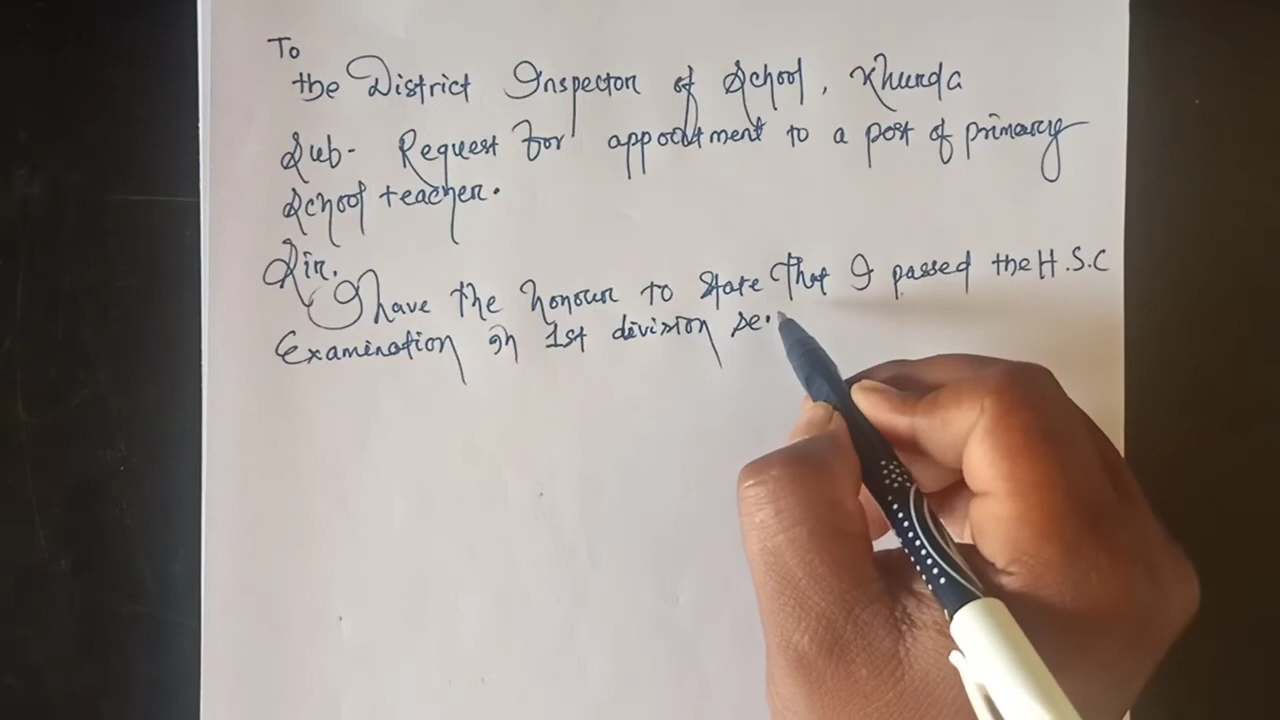 To
the District Inspector of School, Khurda
Sub- Request for appointment to a post of primary
School teacher.
Sir.
I have the honour to state that I passed the H.S.C
Examination in 1st division se.